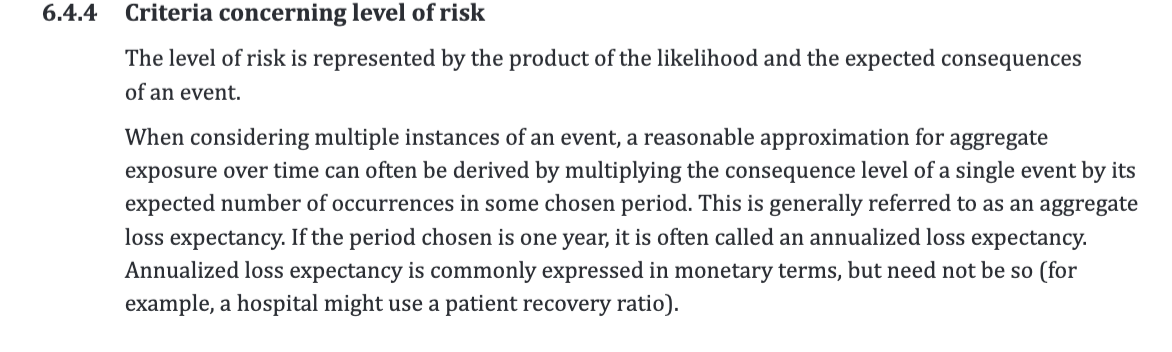 6.4.4 Criteria concerning level of risk
The level of risk is represented by the product of the likelihood and the expected consequences
of an event.
When considering multiple instances of an event, a reasonable approximation for aggregate
exposure over time can often be derived by multiplying the consequence level of a single event by its
expected number of occurrences in some chosen period. This is generally referred to as an aggregate
loss expectancy. If the period chosen is one year, it is often called an annualized loss expectancy.
Annualized loss expectancy is commonly expressed in monetary terms, but need not be so (for
example, a hospital might use a patient recovery ratio).